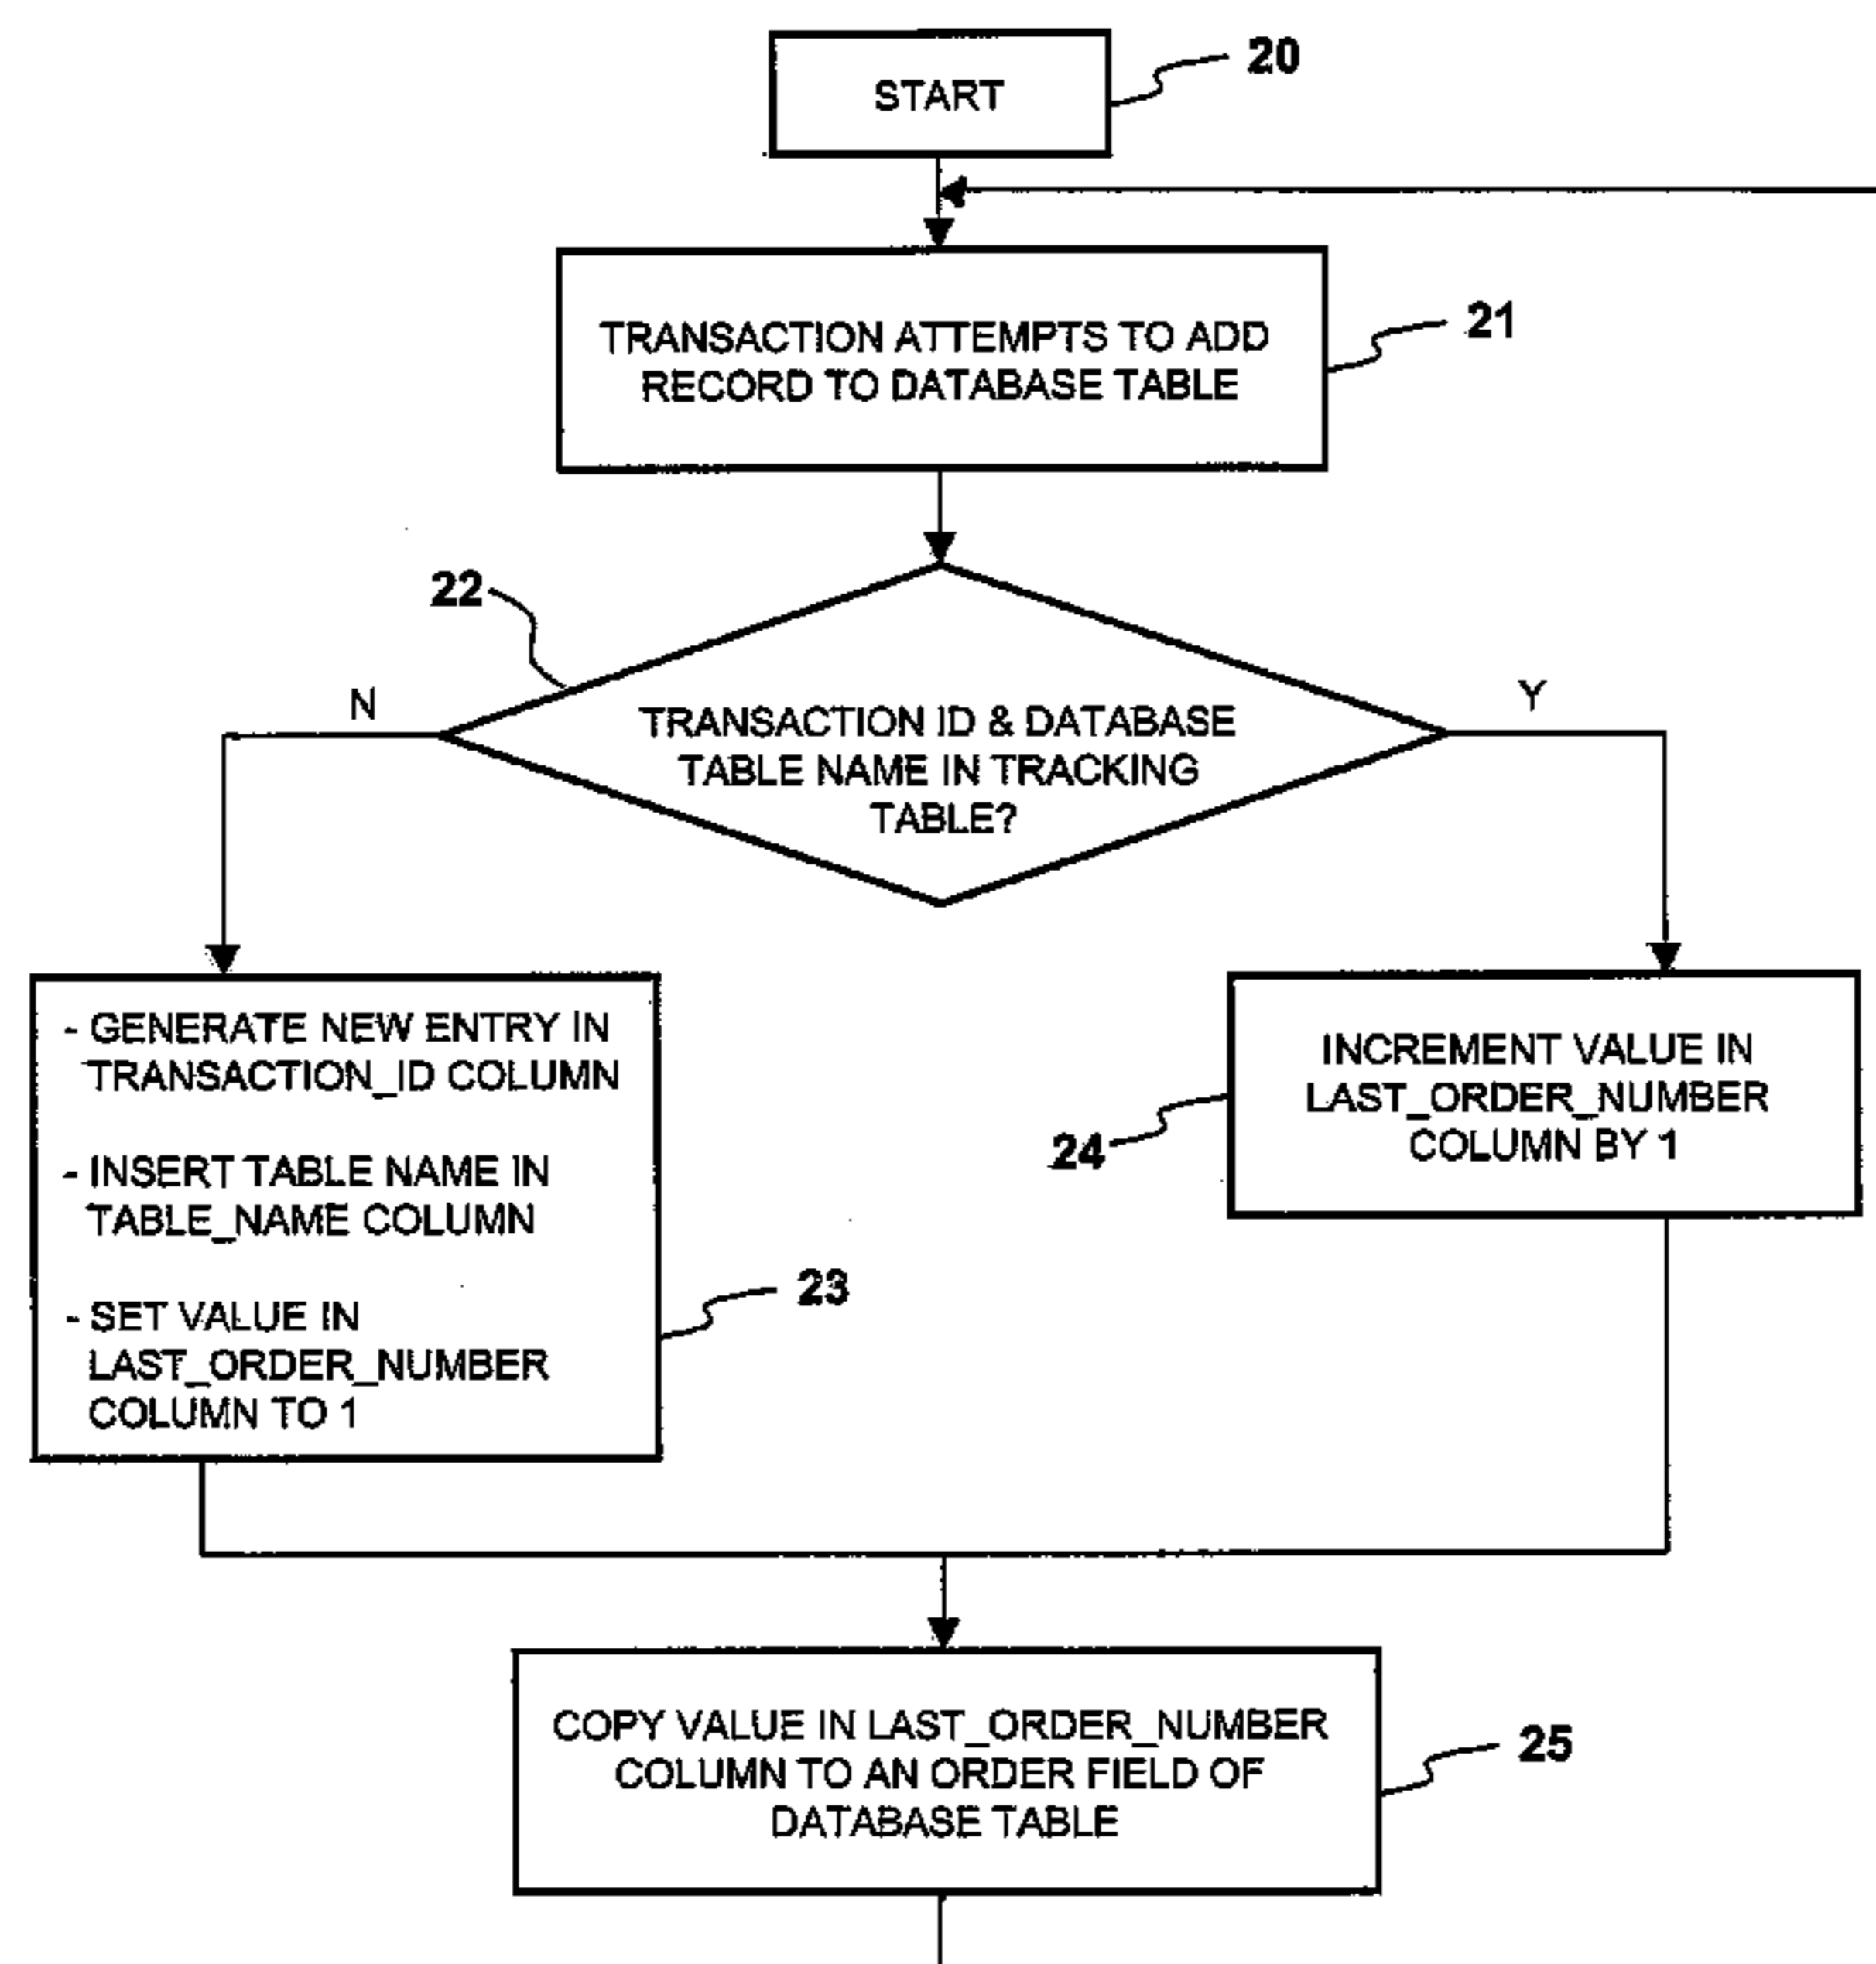 START
20
TRANSACTION ATTEMPTS TO ADD
RECORD TO DATABASE TABLE
21
22
N
Y
TRANSACTION ID & DATABASE
TABLE NAME IN TRACKING
TABLE?
- GENERATE NEW ENTRY IN
TRANSACTION_ID COLUMN
- INSERT TABLE NAME IN
TABLE_NAME COLUMN
- SET VALUE IN
LAST_ORDER_NUMBER
COLUMN TO 1
23
INCREMENT VALUE IN
LAST_ORDER_NUMBER
COLUMN BY 1
24
COPY VALUE IN LAST_ORDER_NUMBER
COLUMN TO AN ORDER FIELD OF
DATABASE TABLE
25